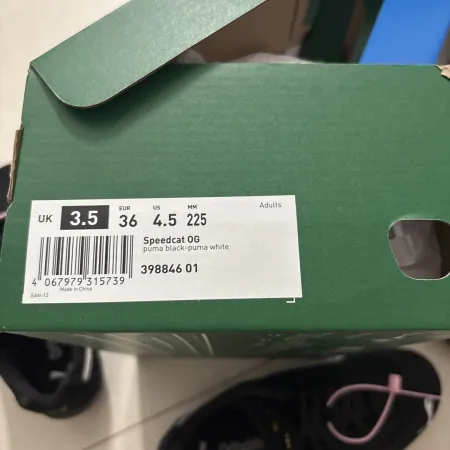 Adults
UK 3.5 EUR 36 US 4.5 MM 225
Speedcat OG
puma black-puma white
398846 01
4 067979 315739
EAN-13 Made in China